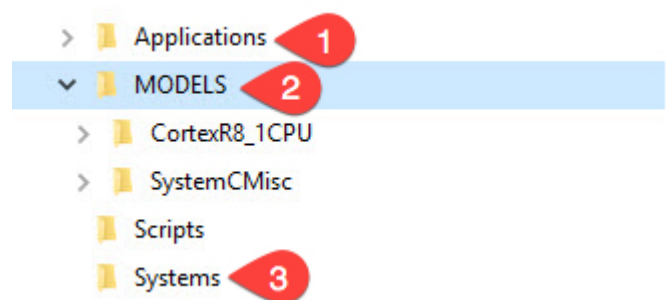 Applications 1
MODELS 2
CortexR8_1CPU
SystemCMisc
Scripts
Systems 3